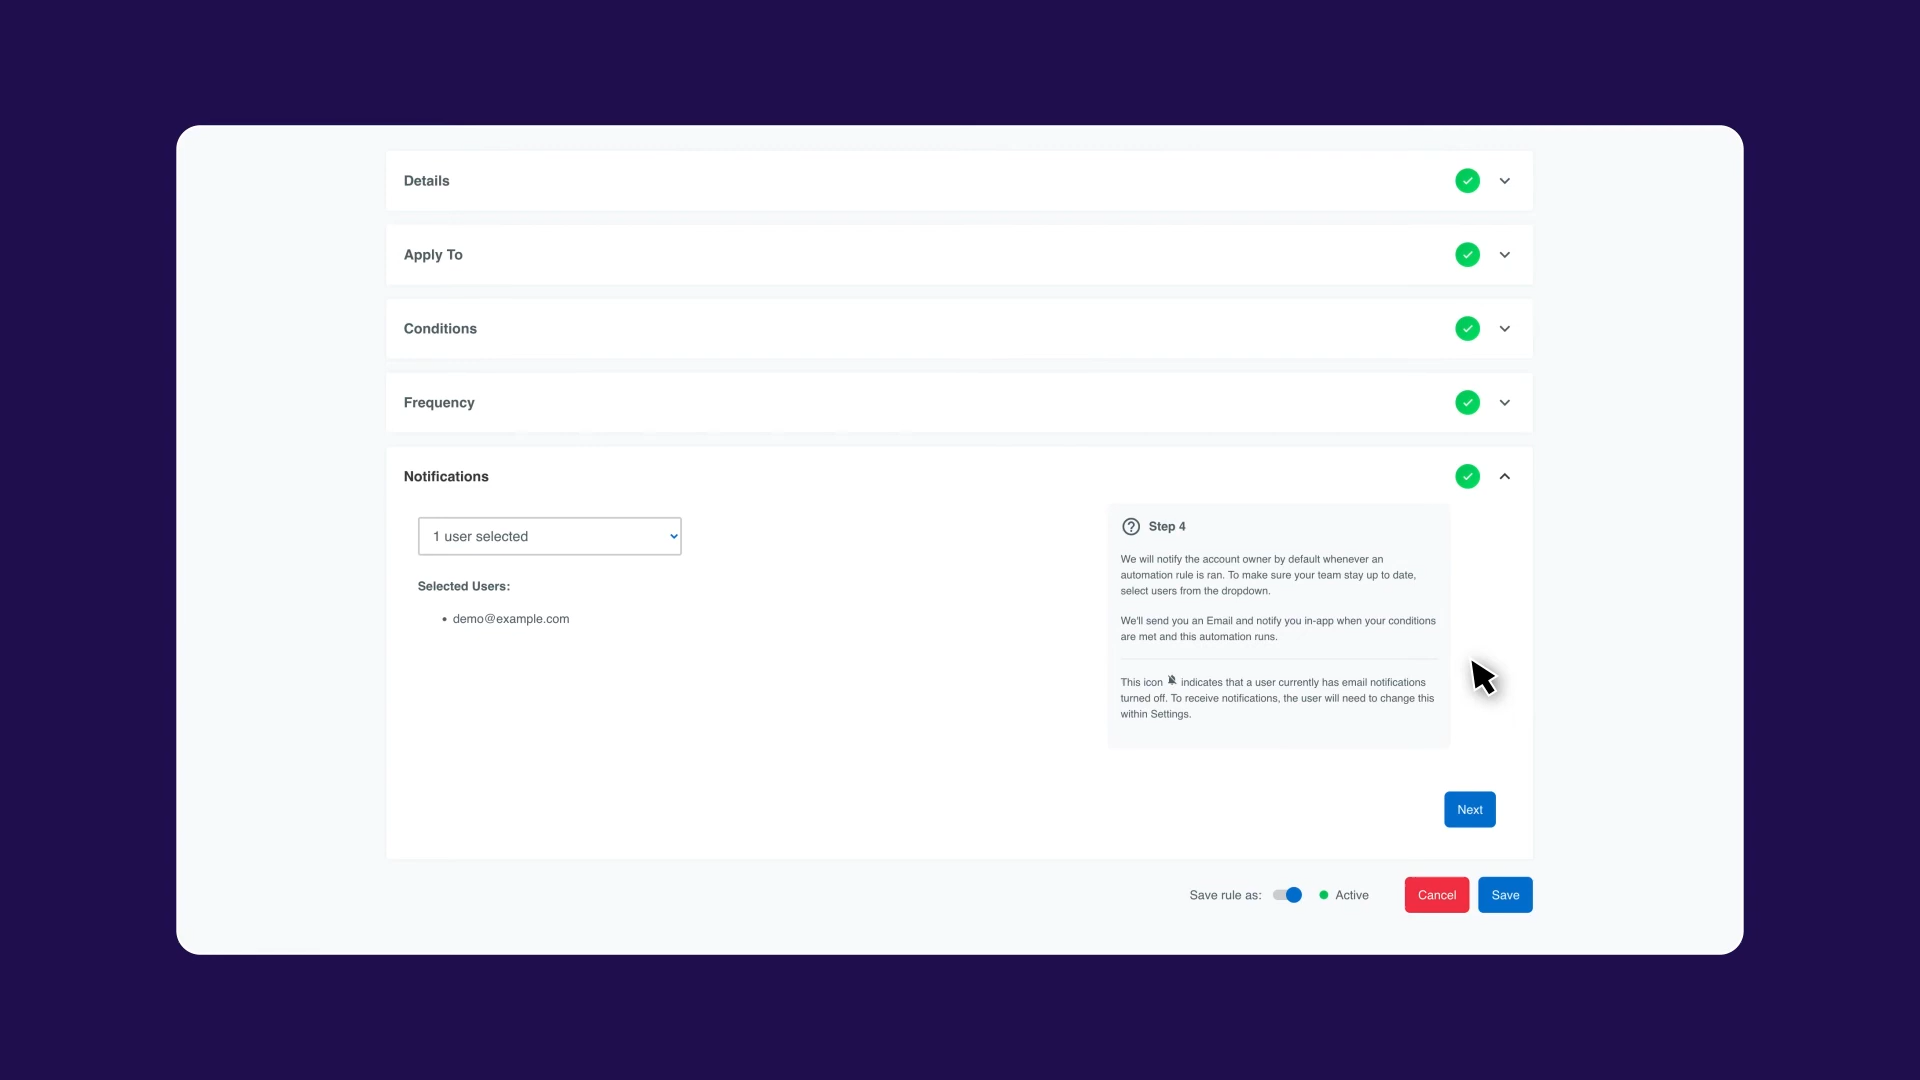 Details
Apply To
Conditions
Frequency
Notifications
1 user selected
Selected Users:
• demo@example.com
Step 4
We will notify the account owner by default whenever an
automation rule is ran. To make sure your team stay up to date,
select users from the dropdown.
We'll send you an Email and notify you in-app when your conditions
are met and this automation runs.
This icon indicates that a user currently has email notifications
turned off. To receive notifications, the user will need to change this
within Settings.
Next
Save rule as: Active Cancel Save